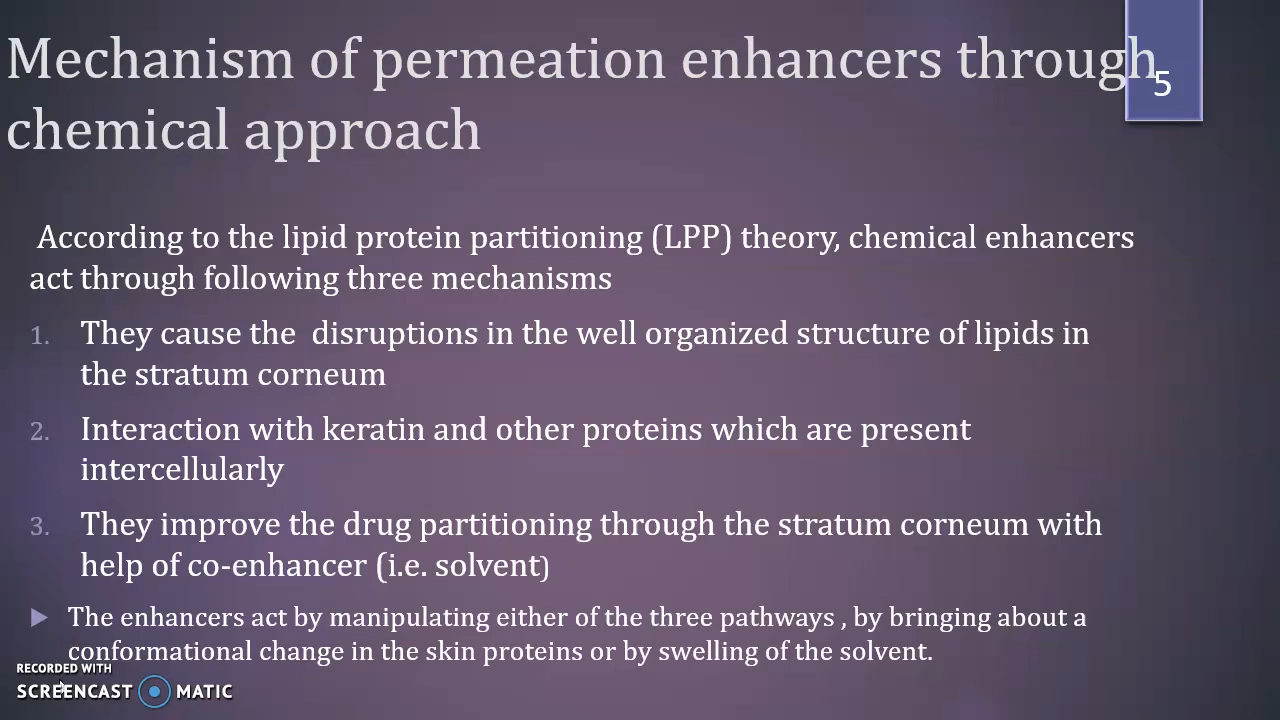 Mechanism of permeation enhancers through
5
chemical approach
According to the lipid protein partitioning (LPP) theory, chemical enhancers
act through following three mechanisms
1. They cause the disruptions in the well organized structure of lipids in
the stratum corneum
2. Interaction with keratin and other proteins which are present
intercellularly
3. They improve the drug partitioning through the stratum corneum with
help of co-enhancer (i.e. solvent)
The enhancers act by manipulating either of the three pathways , by bringing about a
conformational change in the skin proteins or by swelling of the solvent.
RECORDED WITH
SCREENCAST MATIC